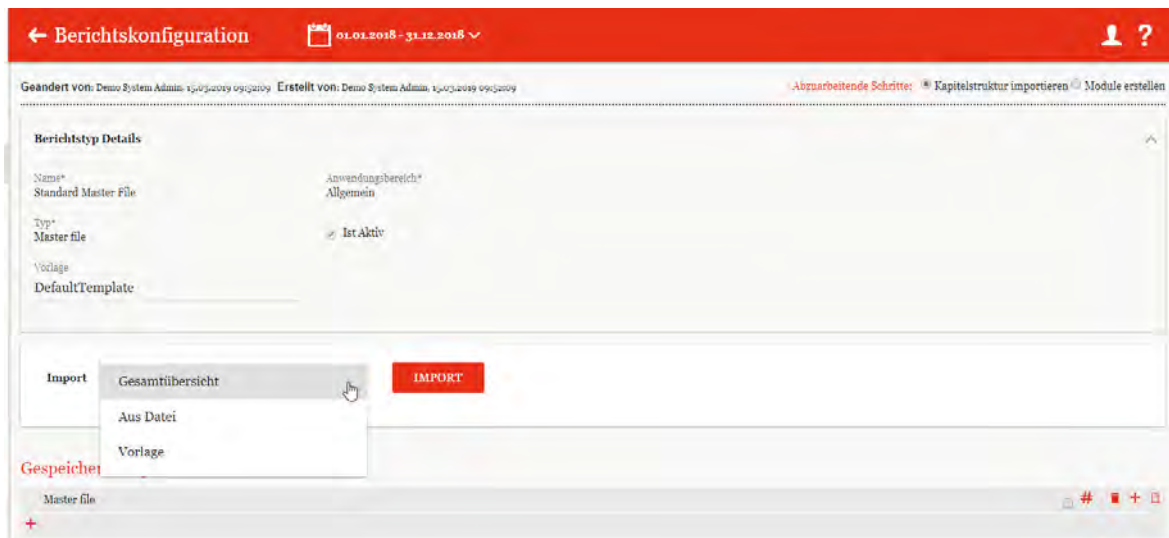 ← Berichtskonfiguration
01.01.2018 - 31.12.2018
?
Geändert von: Demo System Admin, 15.03.2019 09:52:09 Erstellt von: Demo System Admin, 15.03.2019 09:52:09
Abzuarbeitende Schritte: Kapitelstruktur importieren Module erstellen
Berichtstyp Details
Name*
Standard Master File
Anwendungsbereich*
Allgemein
Typ*
Master file
Ist Aktiv
Vorlage
DefaultTemplate
Import
Gesamtübersicht
IMPORT
Aus Datei
Vorlage
Master file
# +
+